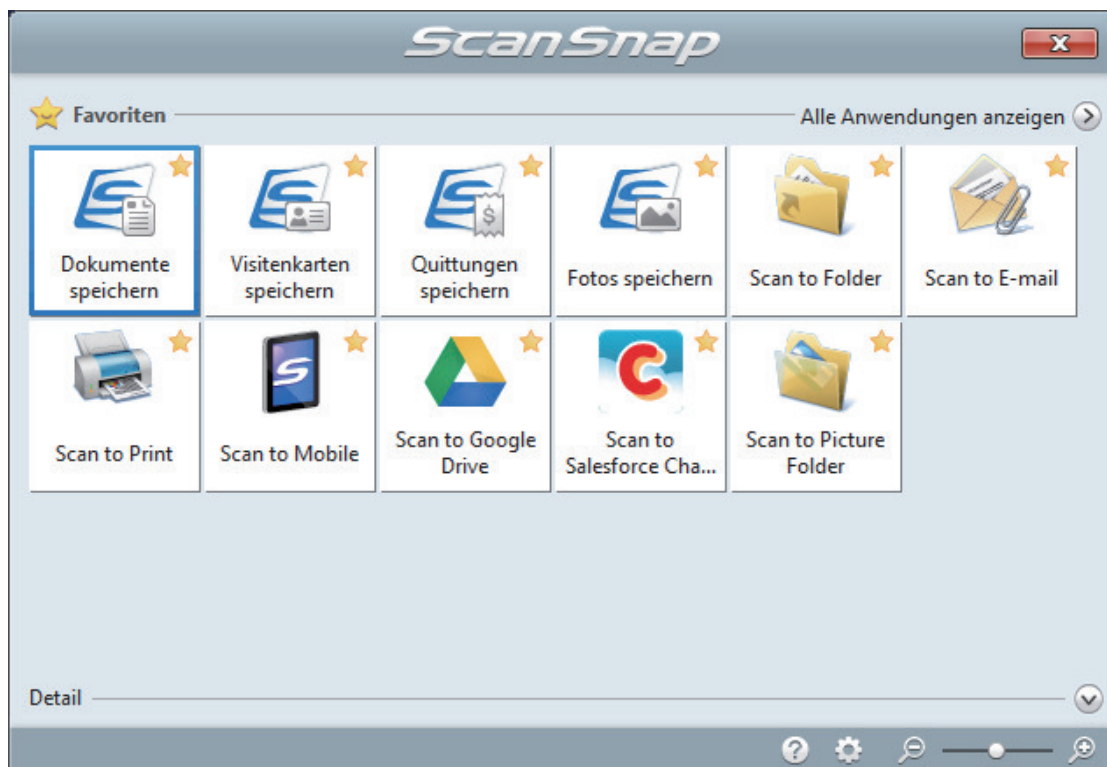 ScanSnap
Favoriten
Alle Anwendungen anzeigen
Dokumente
speichern
Visitenkarten
speichern
Quittungen
speichern
Fotos speichern
Scan to Folder
Scan to E-mail
Scan to Print
Scan to Mobile
Scan to Google
Drive
Scan to
Salesforce Cha...
Scan to Picture
Folder
Detail